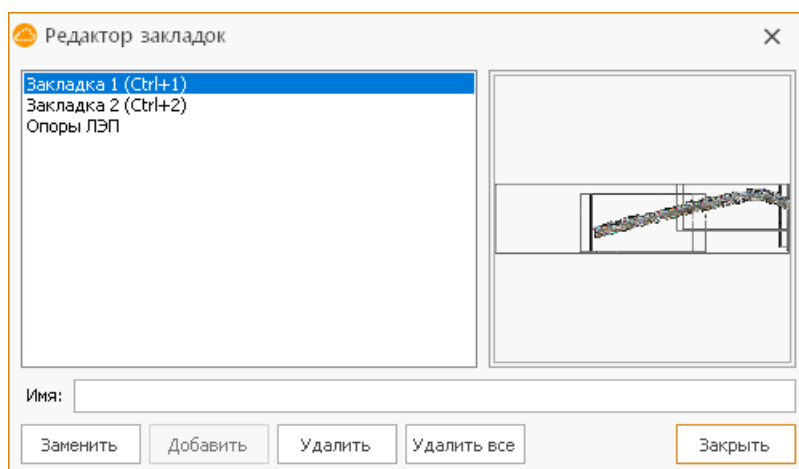 Редактор закладок
Закладка 1 (Ctrl+1)
Закладка 2 (Ctrl+2)
Опоры ЛЭП
Имя:
Заменить Добавить Удалить Удалить все Закрыть